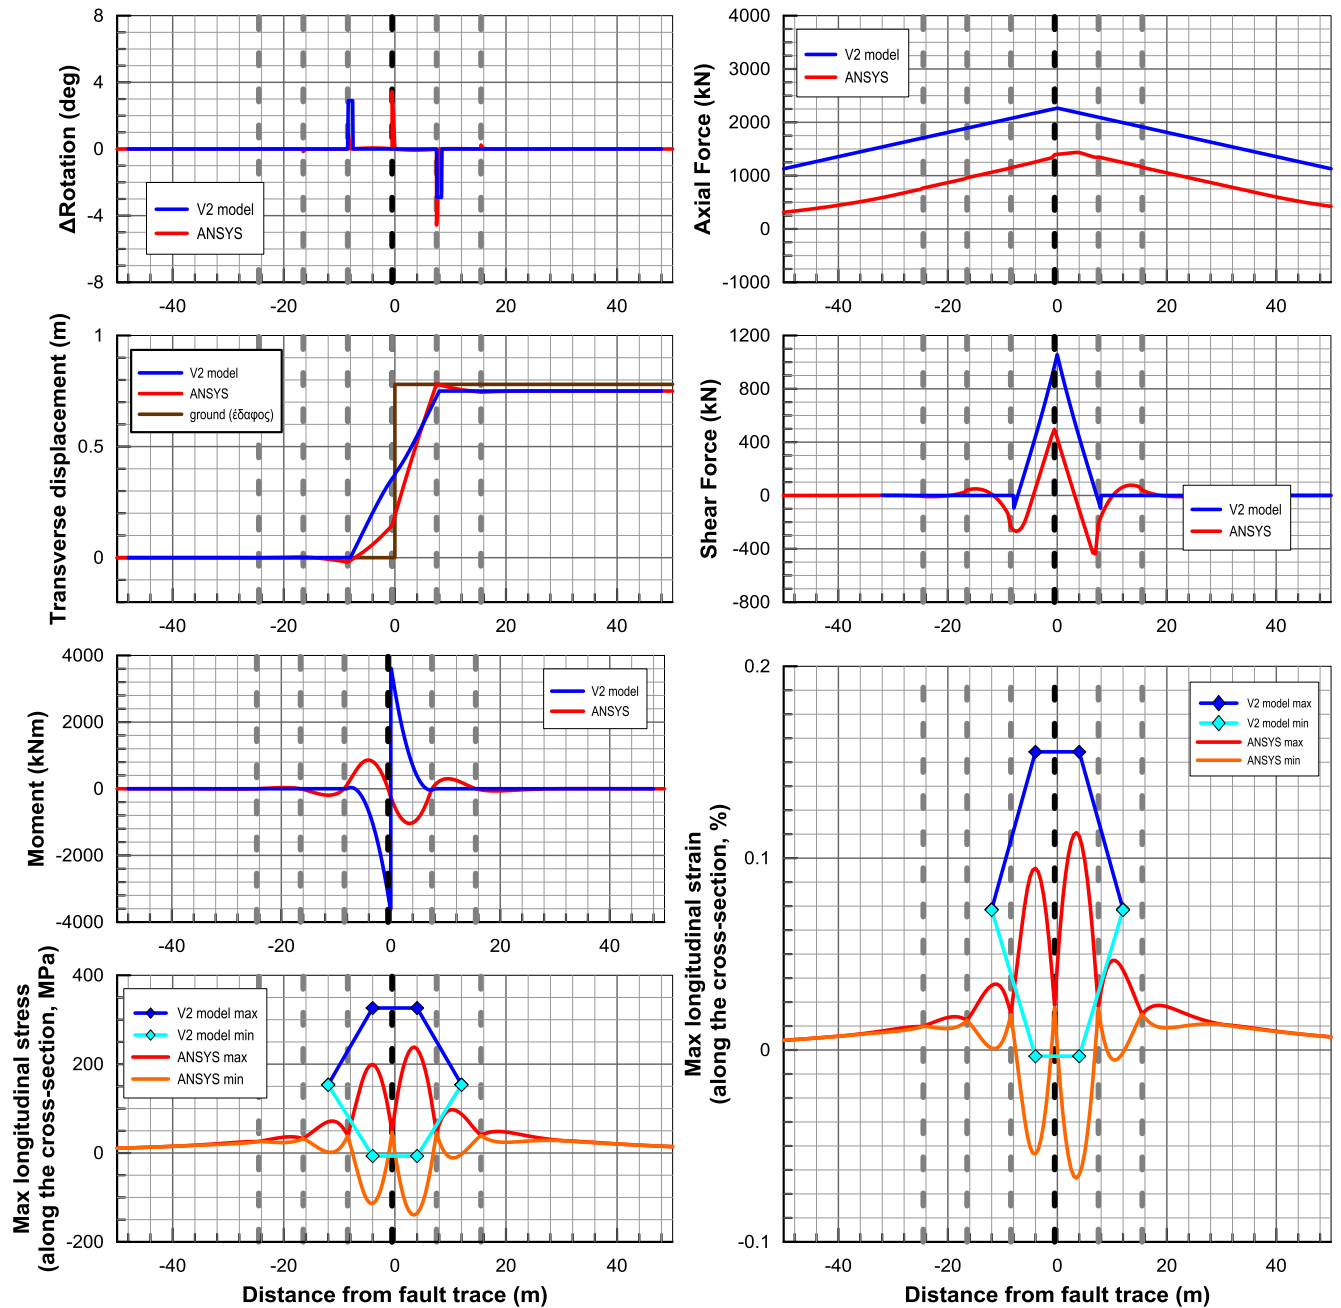 ΔRotation (deg)
8
4
0
-4
-8
V2 model
ANSYS
-40
-20
0
20
40
Axial Force (kN)
4000
3000
2000
1000
0
-1000
V2 model
ANSYS
-40
-20
0
20
40
Transverse displacement (m)
1
0.5
0
V2 model
ANSYS
ground (έδαφος)
-40
-20
0
20
40
Shear Force (kN)
1200
800
400
0
-400
-800
V2 model
ANSYS
-40
-20
0
20
40
Moment (kNm)
4000
2000
0
-2000
-4000
V2 model
ANSYS
-40
-20
0
20
40
Max longitudinal stress
(along the cross-section, MPa)
400
200
0
-200
V2 model max
V2 model min
ANSYS max
ANSYS min
-40
-20
0
20
40
Distance from fault trace (m)
Max longitudinal strain
(along the cross-section, %)
0.2
0.1
0
-0.1
V2 model max
V2 model min
ANSYS max
ANSYS min
-40
-20
0
20
40
Distance from fault trace (m)